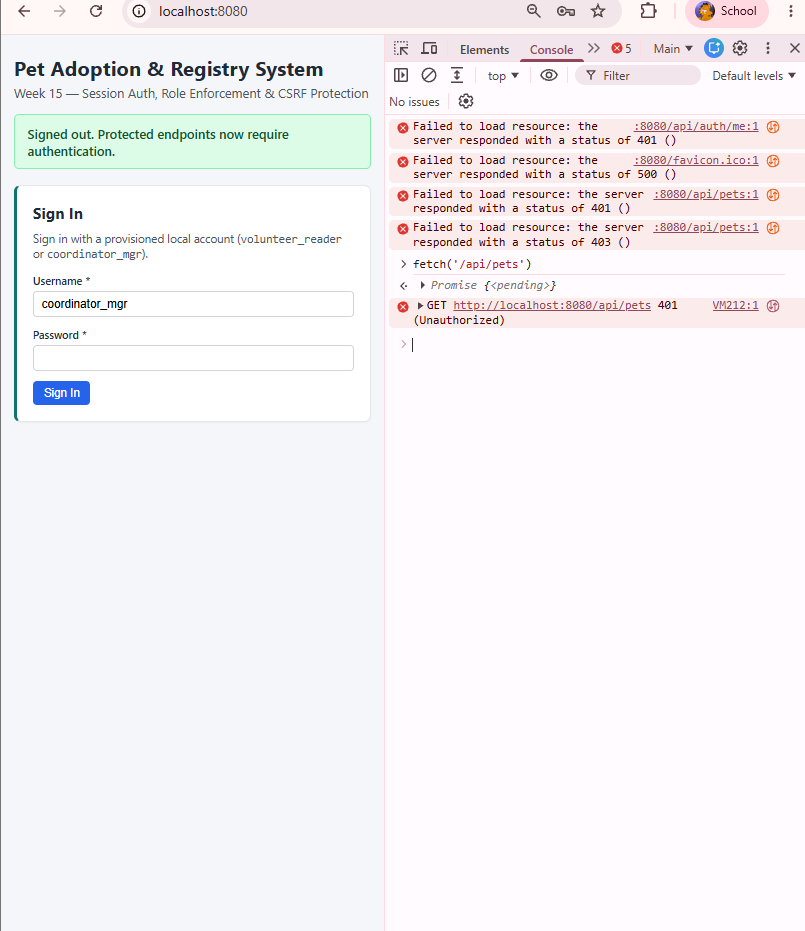 localhost:8080
School
Elements
Console
5
Main
top
Filter
Default levels
No issues
Pet Adoption & Registry System
Week 15 — Session Auth, Role Enforcement & CSRF Protection
Signed out. Protected endpoints now require
authentication.
Sign In
Sign in with a provisioned local account (volunteer_reader
or coordinator_mgr).
Username *
coordinator_mgr
Password *
Sign In
Failed to load resource: the :8080/api/auth/me:1
server responded with a status of 401 ()
Failed to load resource: the :8080/favicon.ico:1
server responded with a status of 500 ()
Failed to load resource: the server :8080/api/pets:1
responded with a status of 401 ()
Failed to load resource: the server :8080/api/pets:1
responded with a status of 403 ()
fetch('/api/pets')
Promise {<pending>}
GET http://localhost:8080/api/pets 401 VM212:1
(Unauthorized)